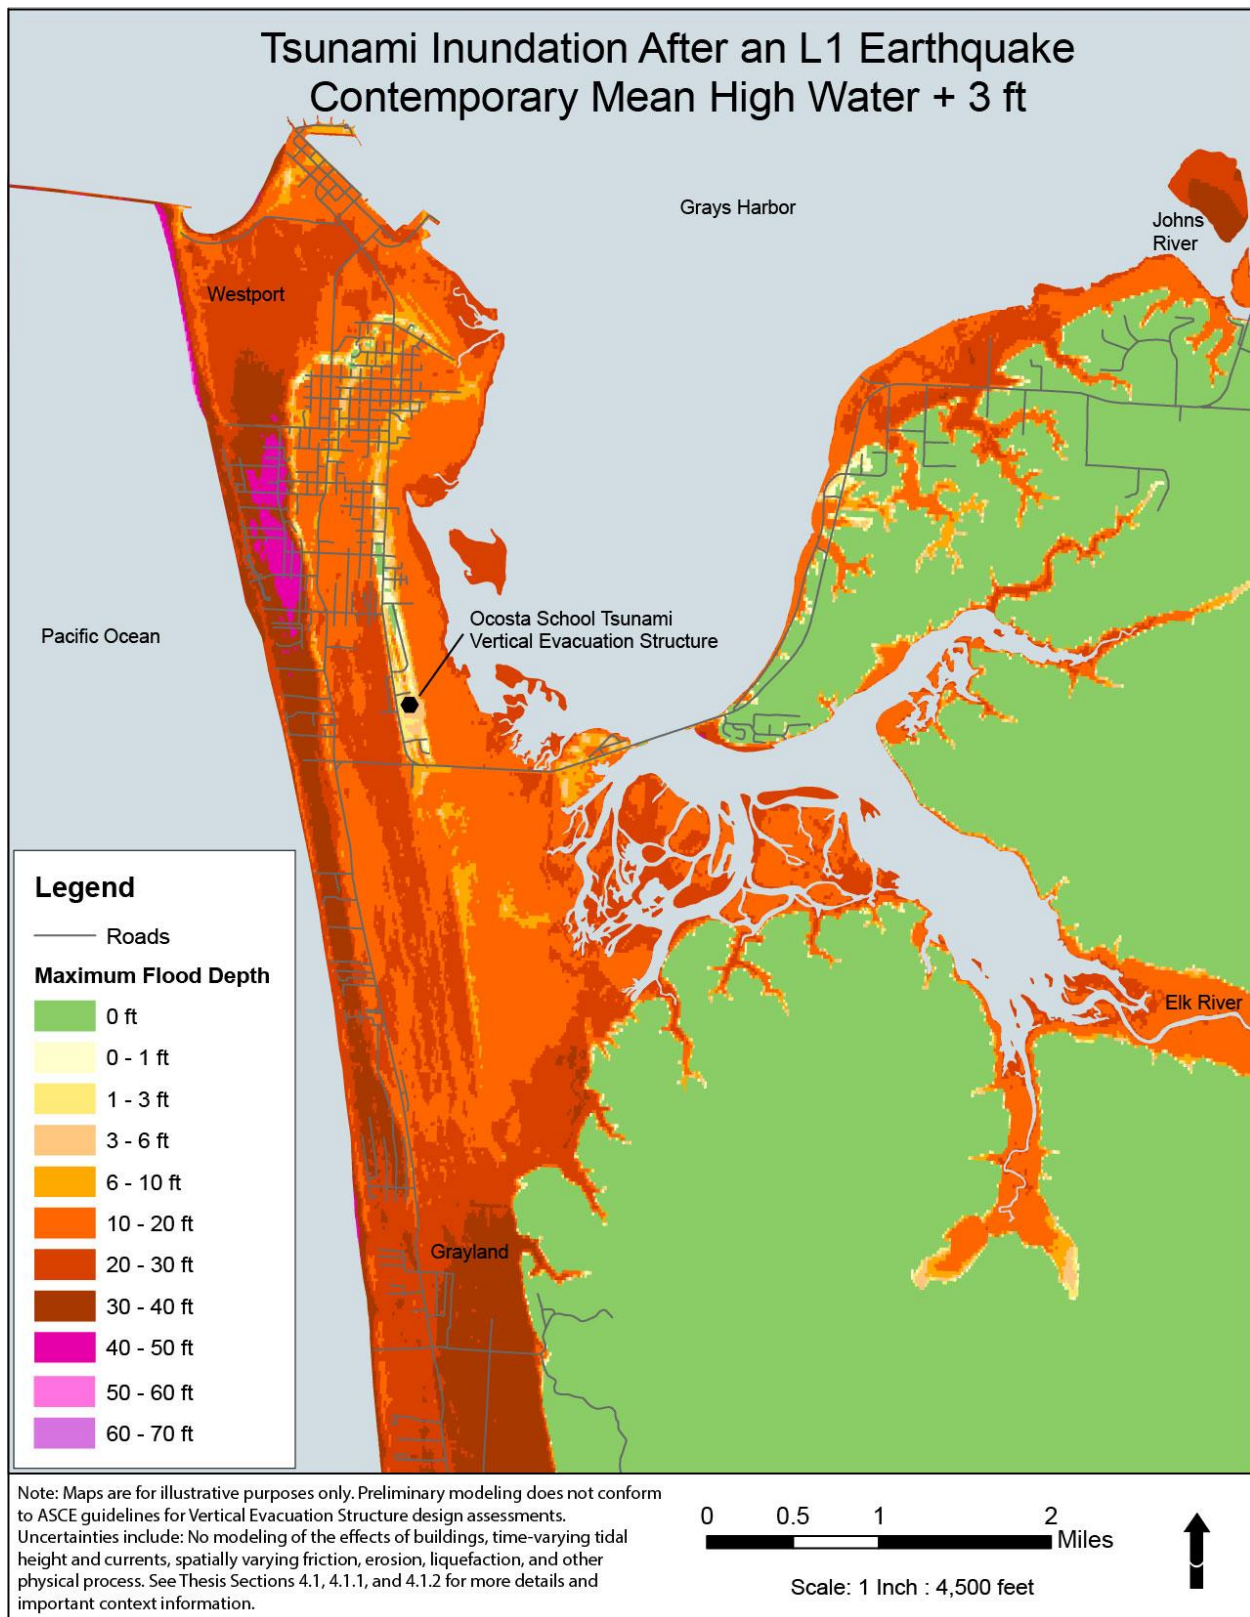 Tsunami Inundation After an L1 Earthquake
Contemporary Mean High Water + 3 ft
Grays Harbor
Johns
River
Westport
Pacific Ocean
Ocosta School Tsunami
Vertical Evacuation Structure
Elk River
Grayland
Legend
Roads
Maximum Flood Depth
0 ft
0 - 1 ft
1 - 3 ft
3 - 6 ft
6 - 10 ft
10 - 20 ft
20 - 30 ft
30 - 40 ft
40 - 50 ft
50 - 60 ft
60 - 70 ft
Note: Maps are for illustrative purposes only. Preliminary modeling does not conform
to ASCE guidelines for Vertical Evacuation Structure design assessments.
Uncertainties include: No modeling of the effects of buildings, time-varying tidal
height and currents, spatially varying friction, erosion, liquefaction, and other
physical process. See Thesis Sections 4.1, 4.1.1, and 4.1.2 for more details and
important context information.
0 0.5 1 2
Miles
Scale: 1 Inch : 4,500 feet